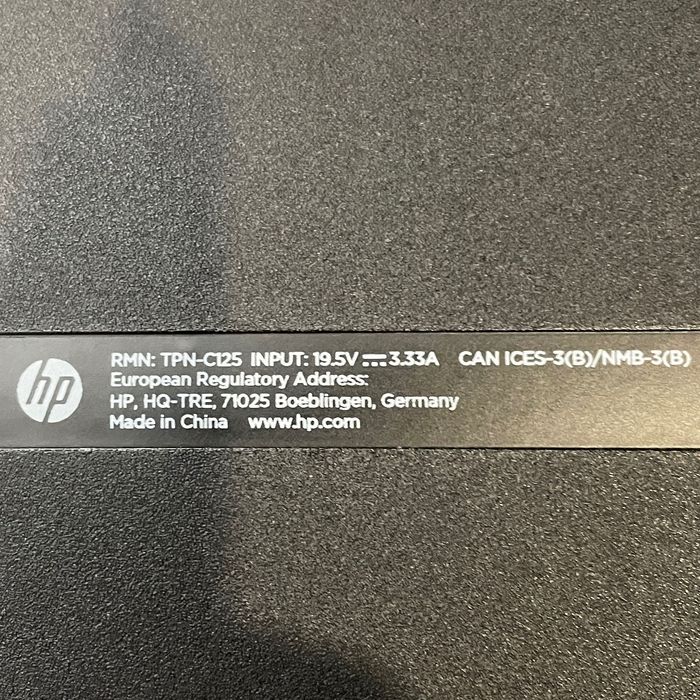 hp
RMN: TPN-C125 INPUT: 19.5V ⎓ 3.33A CAN ICES-3(B)/NMB-3(B)
European Regulatory Address:
HP, HQ-TRE, 71025 Boeblingen, Germany
Made in China www.hp.com